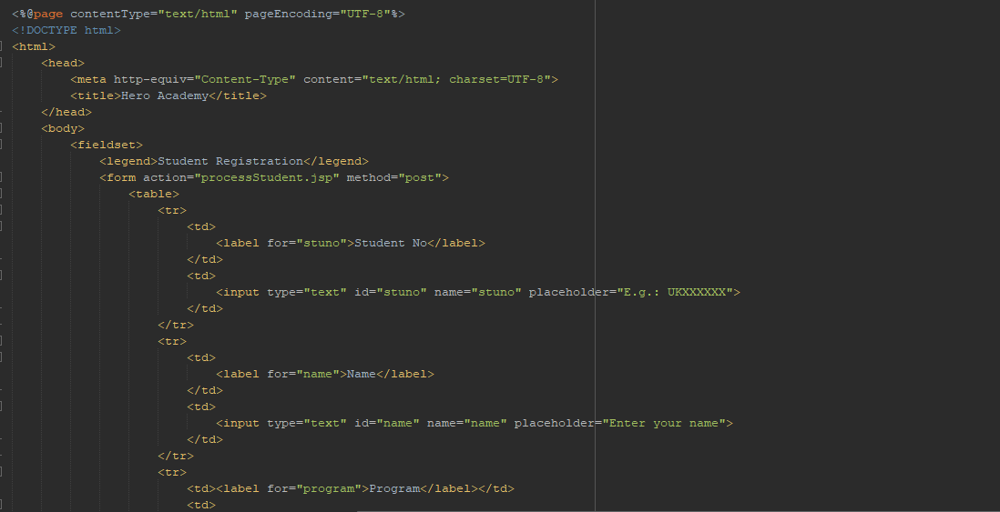 <%@page contentType="text/html" pageEncoding="UTF-8"%>
<!DOCTYPE html>
<html>
    <head>
        <meta http-equiv="Content-Type" content="text/html; charset=UTF-8">
        <title>Hero Academy</title>
    </head>
    <body>
        <fieldset>
            <legend>Student Registration</legend>
            <form action="processStudent.jsp" method="post">
                <table>
                    <tr>
                        <td>
                            <label for="stuno">Student No</label>
                        </td>
                        <td>
                            <input type="text" id="stuno" name="stuno" placeholder="E.g.: UKXXXXXX">
                        </td>
                    </tr>
                    <tr>
                        <td>
                            <label for="name">Name</label>
                        </td>
                        <td>
                            <input type="text" id="name" name="name" placeholder="Enter your name">
                        </td>
                    </tr>
                    <tr>
                        <td><label for="program">Program</label></td>
                        <td>